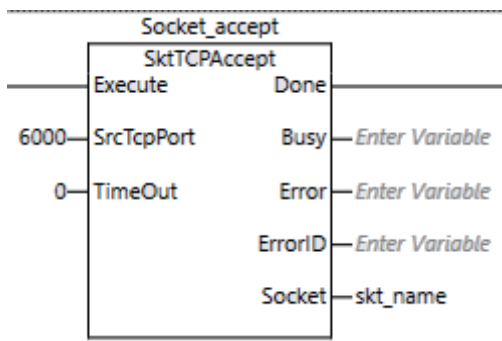 Socket_accept
SktTCPAccept
Execute Done
6000 SrcTcpPort Busy Enter Variable
0 TimeOut Error Enter Variable
ErrorID Enter Variable
Socket skt_name